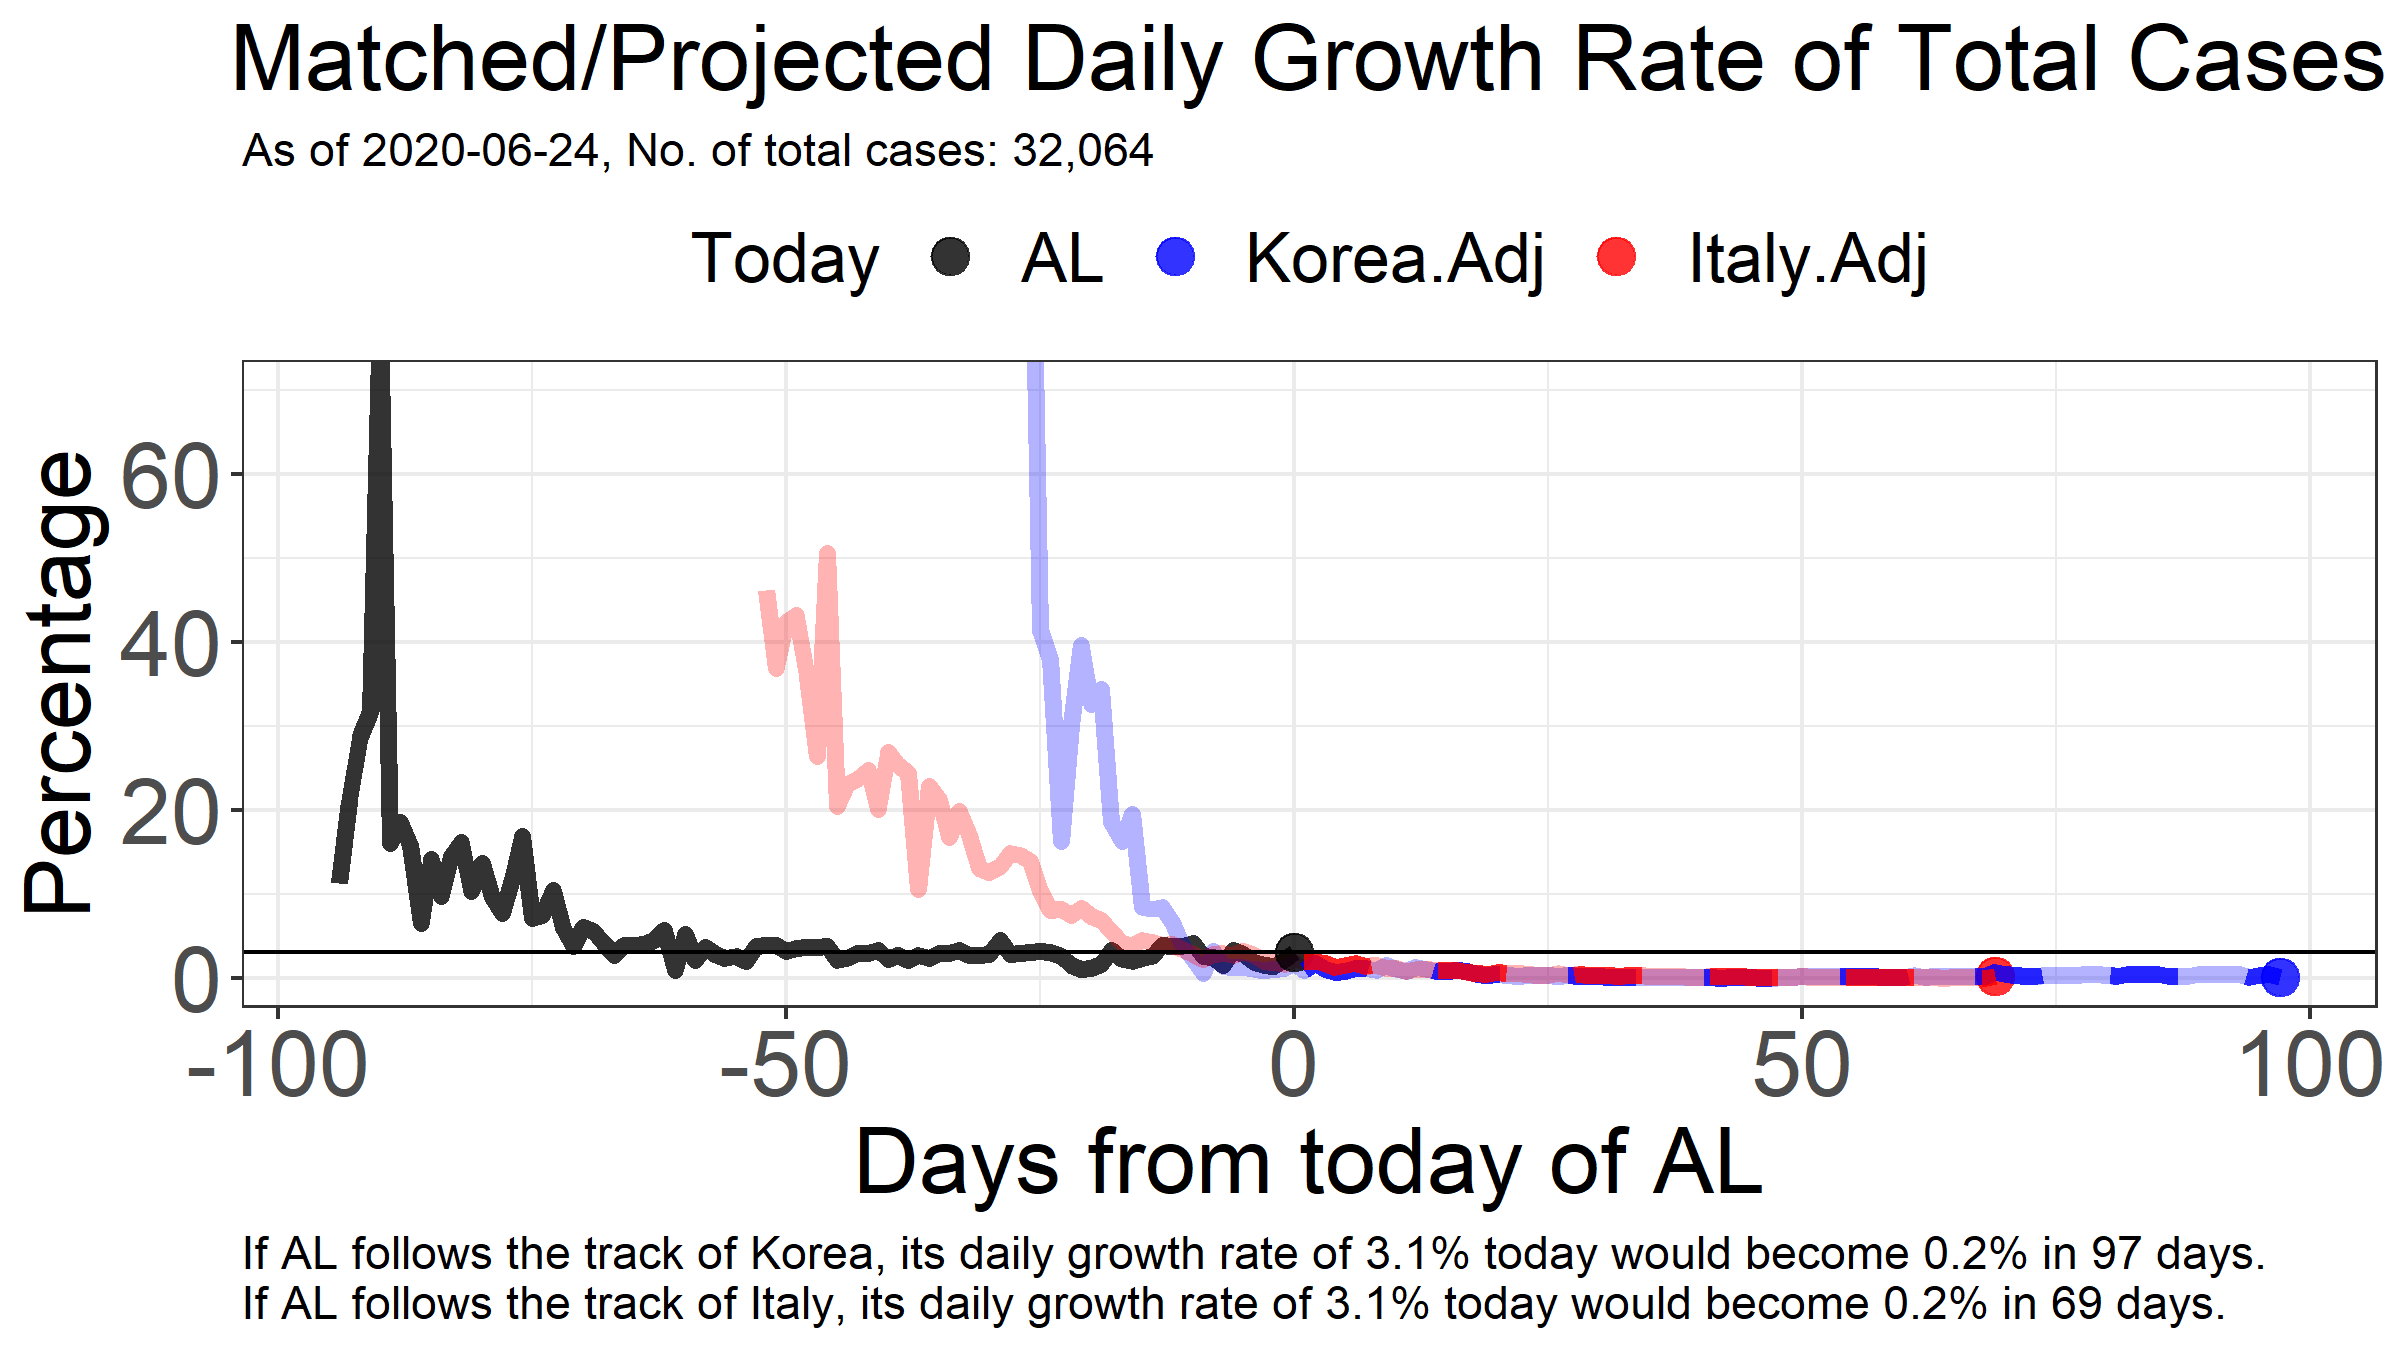 Matched/Projected Daily Growth Rate of Total Cases
As of 2020-06-24, No. of total cases: 32,064
Today AL Korea.Adj Italy.Adj
Percentage
60
40
20
0
-100 -50 0 50 100
Days from today of AL
If AL follows the track of Korea, its daily growth rate of 3.1% today would become 0.2% in 97 days.
If AL follows the track of Italy, its daily growth rate of 3.1% today would become 0.2% in 69 days.